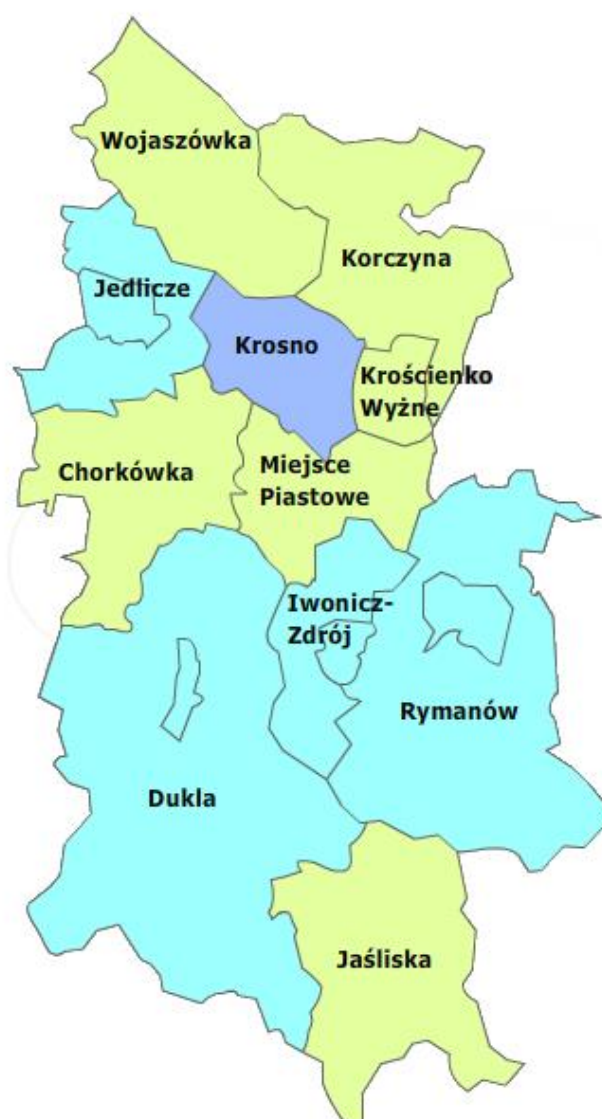 Wojaszówka
Korczyna
Jedlicze
Krosno
Krościenko
Wyżne
Chorkówka
Miejsce
Piastowe
Iwonicz-
Zdrój
Rymanów
Dukla
Jaśliska